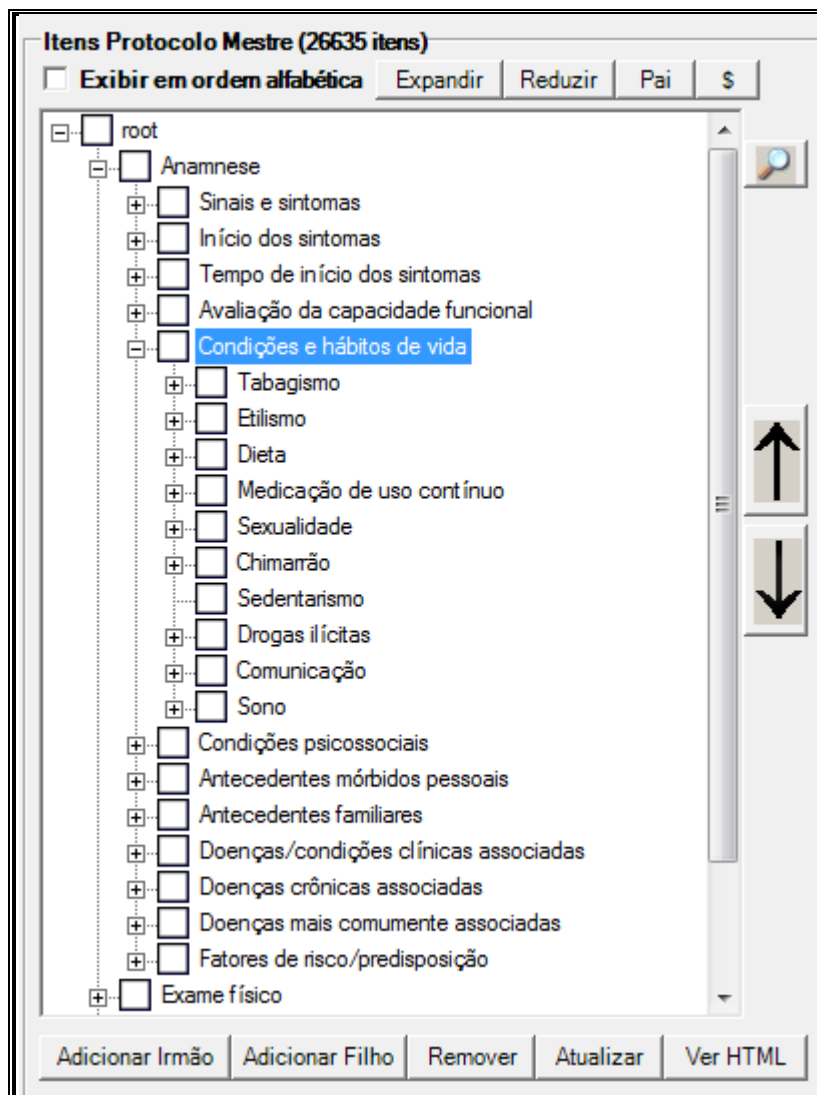 Itens Protocolo Mestre (26635 itens)
Exibir em ordem alfabética Expandir Reduzir Pai $
root
Anamnese
Sinais e sintomas
Início dos sintomas
Tempo de início dos sintomas
Avaliação da capacidade funcional
Condições e hábitos de vida
Tabagismo
Etilismo
Dieta
Medicação de uso contínuo
Sexualidade
Chimarrão
Sedentarismo
Drogas ilícitas
Comunicação
Sono
Condições psicossociais
Antecedentes mórbidos pessoais
Antecedentes familiares
Doenças/condições clínicas associadas
Doenças crônicas associadas
Doenças mais comumente associadas
Fatores de risco/predisposição
Exame físico
Adicionar Irmão Adicionar Filho Remover Atualizar Ver HTML